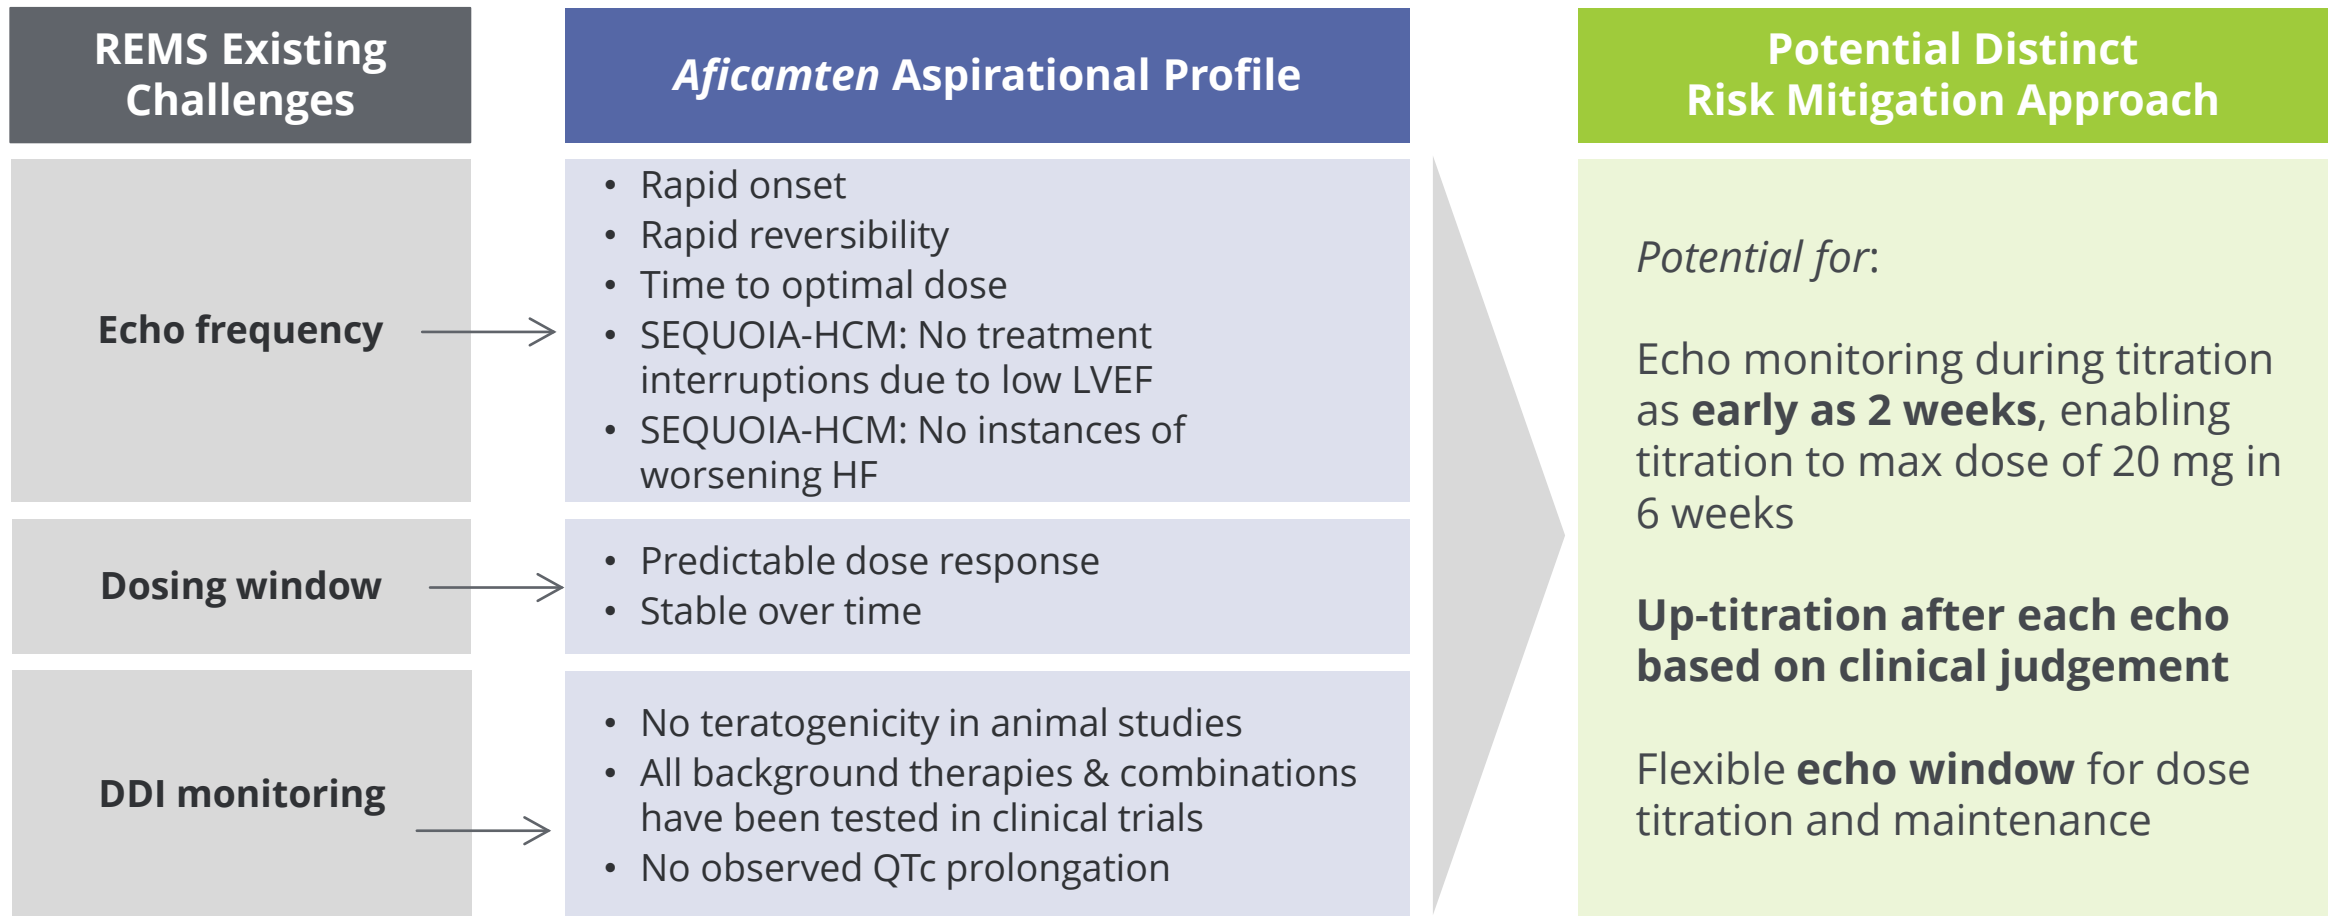 REMS Existing
Challenges
Aficamten Aspirational Profile
Potential Distinct
Risk Mitigation Approach
Echo frequency
• Rapid onset
• Rapid reversibility
• Time to optimal dose
• SEQUOIA-HCM: No treatment
interruptions due to low LVEF
• SEQUOIA-HCM: No instances of
worsening HF
Dosing window
• Predictable dose response
• Stable over time
DDI monitoring
• No teratogenicity in animal studies
• All background therapies & combinations
have been tested in clinical trials
• No observed QTc prolongation
Potential for:
Echo monitoring during titration
as early as 2 weeks, enabling
titration to max dose of 20 mg in
6 weeks
Up-titration after each echo
based on clinical judgement
Flexible echo window for dose
titration and maintenance